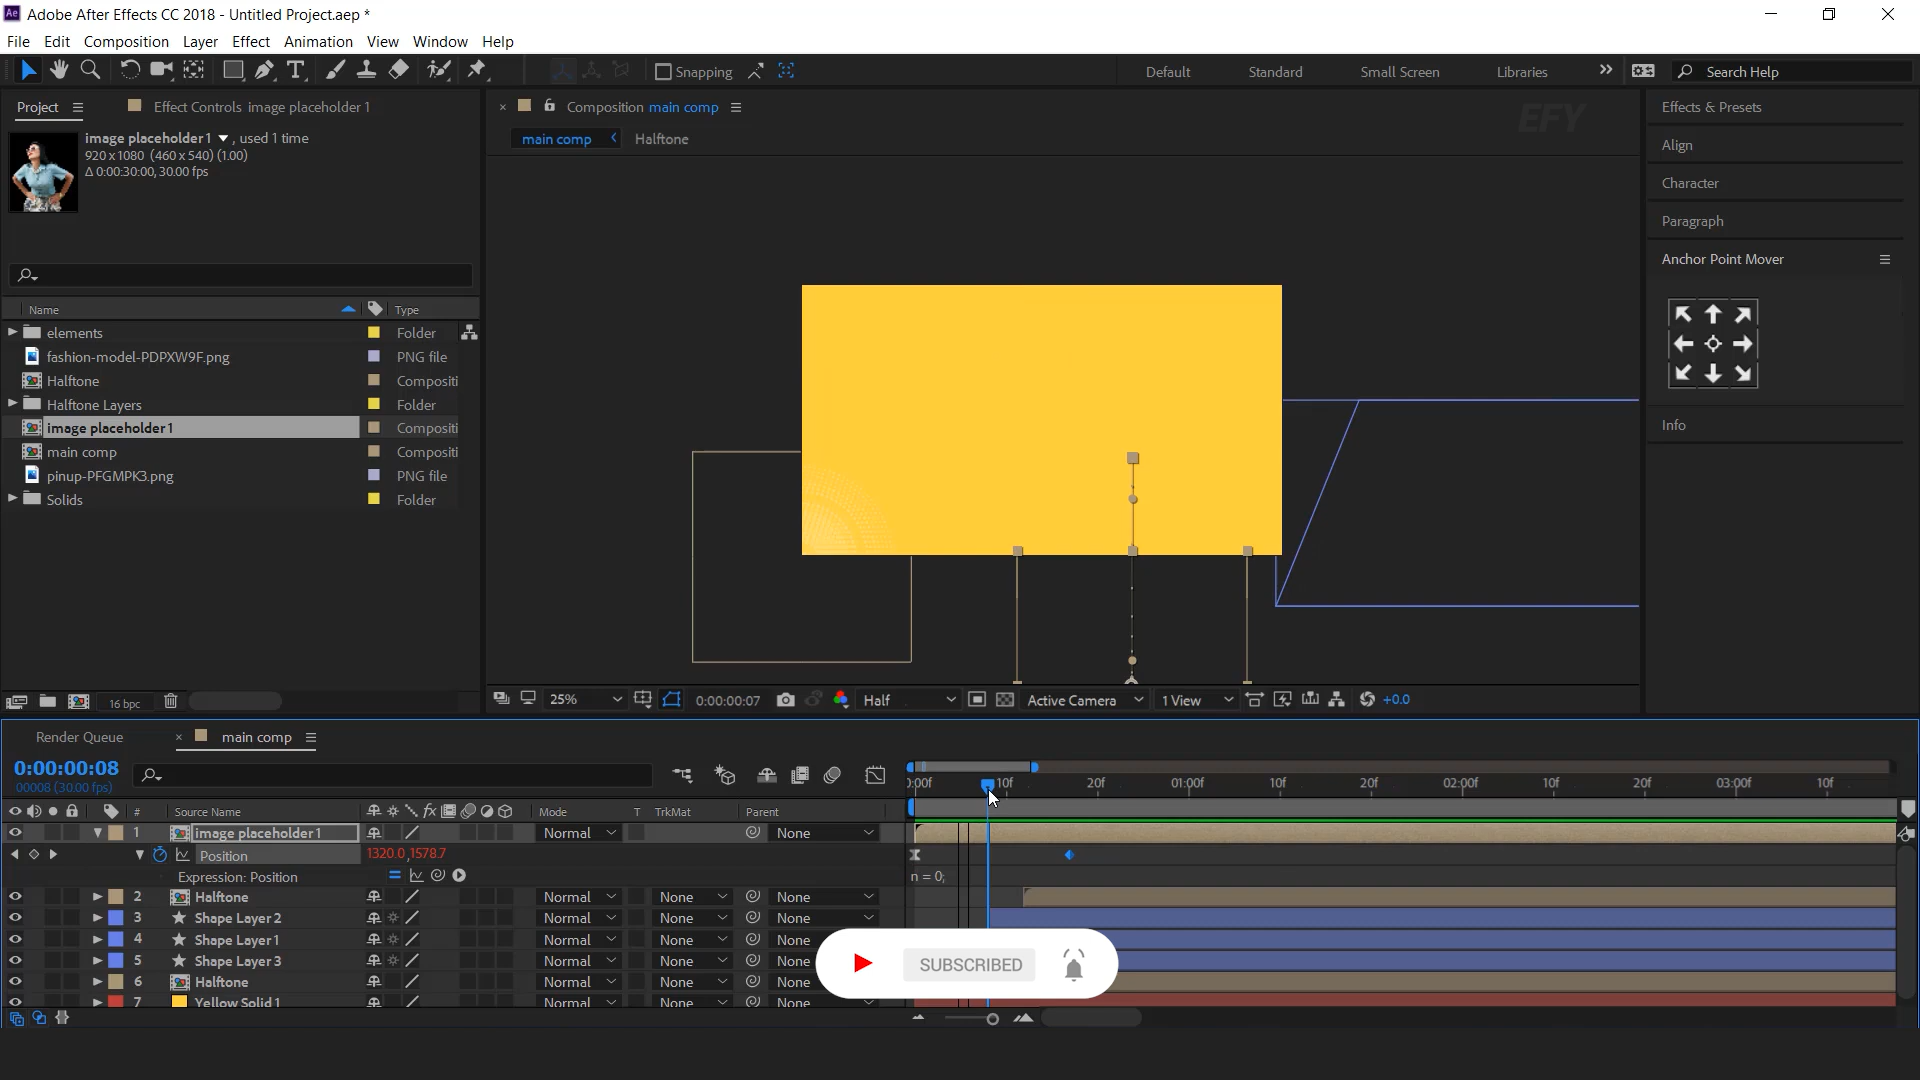 Adobe After Effects CC 2018 - Untitled Project.aep *
File Edit Composition Layer Effect Animation View Window Help
Snapping Default Standard Small Screen Libraries Search Help
Project Effect Controls image placeholder 1
Composition main comp
EFY
Effects & Presets
main comp Halftone
image placeholder1 , used 1 time
920 x 1080 (460 x 540) (1.00)
Δ 0:00:30:00, 30.00 fps
Align
Character
Paragraph
Anchor Point Mover
Info
Name Type
elements Folder
fashion-model-PDPXW9F.png PNG file
Halftone Compositi
Halftone Layers Folder
image placeholder1 Compositi
main comp Compositi
pinup-PFGMPK3.png PNG file
Solids Folder
16 bpc
25% 0:00:00:07 Half Active Camera 1 View +0.0
Render Queue main comp
0:00:00:08
00008 (30.00 fps)
0:00f 10f 20f 01:00f 10f 20f 02:00f 10f 20f 03:00f 10f
# Source Name Mode T TrkMat Parent
1 image placeholder1 Normal None
Position 1320.0 ,1578.7
Expression: Position n = 0;
2 Halftone Normal None None
3 Shape Layer 2 Normal None None
4 Shape Layer 1 Normal None None
5 Shape Layer 3 Normal None None
6 Halftone Normal None None
7 Yellow Solid 1 Normal None None
SUBSCRIBED